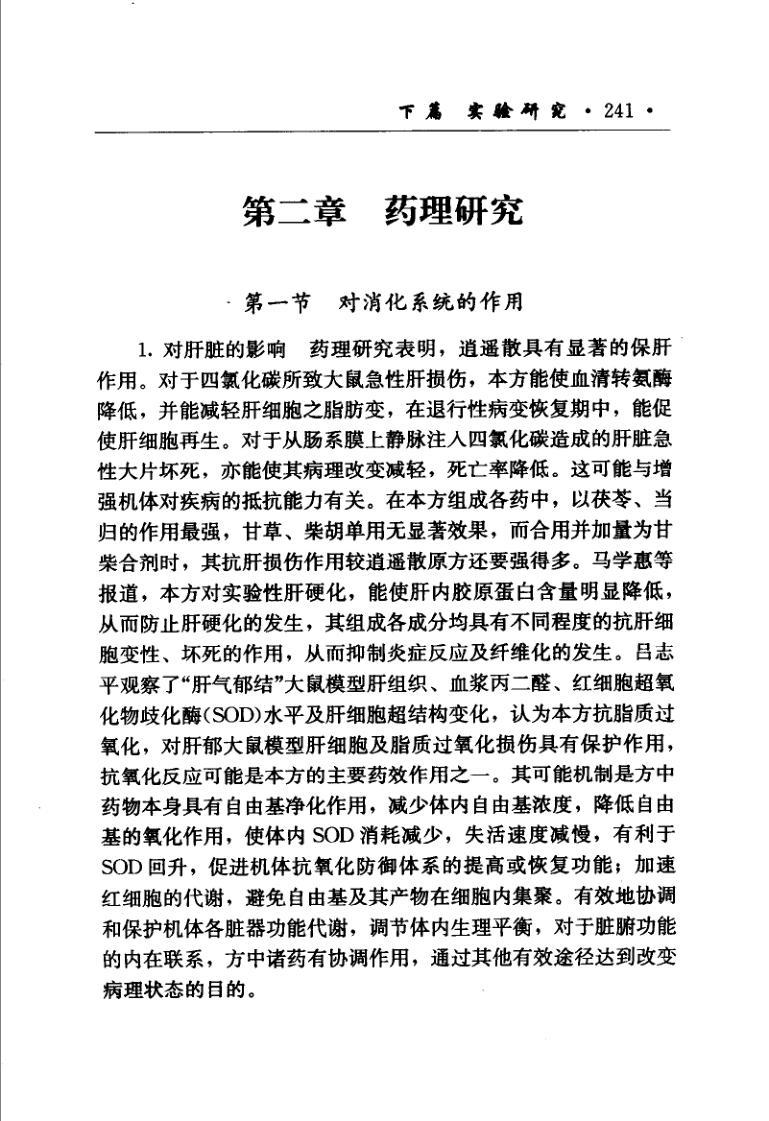 下篇 实验研究 · 241 ·
第二章 药理研究
第一节 对消化系统的作用
1. 对肝脏的影响 药理研究表明，逍遥散具有显著的保肝
作用。对于四氯化碳所致大鼠急性肝损伤，本方能使血清转氨酶
降低，并能减轻肝细胞之脂肪变，在退行性病变恢复期中，能促
使肝细胞再生。对于从肠系膜上静脉注入四氯化碳造成的肝脏急
性大片坏死，亦能使其病理改变减轻，死亡率降低。这可能与增
强机体对疾病的抵抗能力有关。在本方组成各药中，以茯苓、当
归的作用最强，甘草、柴胡单用无显著效果，而合用并加量为甘
柴合剂时，其抗肝损伤作用较逍遥散原方还要强得多。马学惠等
报道，本方对实验性肝硬化，能使肝内胶原蛋白含量明显降低，
从而防止肝硬化的发生，其组成各成分均具有不同程度的抗肝细
胞变性、坏死的作用，从而抑制炎症反应及纤维化的发生。吕志
平观察了“肝气郁结”大鼠模型肝组织、血浆丙二醛、红细胞超氧
化物歧化酶(SOD)水平及肝细胞超结构变化，认为本方抗脂质过
氧化，对肝郁大鼠模型肝细胞及脂质过氧化损伤具有保护作用，
抗氧化反应可能是本方的主要药效作用之一。其可能机制是方中
药物本身具有自由基净化作用，减少体内自由基浓度，降低自由
基的氧化作用，使体内 SOD 消耗减少，失活速度减慢，有利于
SOD 回升，促进机体抗氧化防御体系的提高或恢复功能；加速
红细胞的代谢，避免自由基及其产物在细胞内集聚。有效地协调
和保护机体各脏器功能代谢，调节体内生理平衡，对于脏腑功能
的内在联系，方中诸药有协调作用，通过其他有效途径达到改变
病理状态的目的。